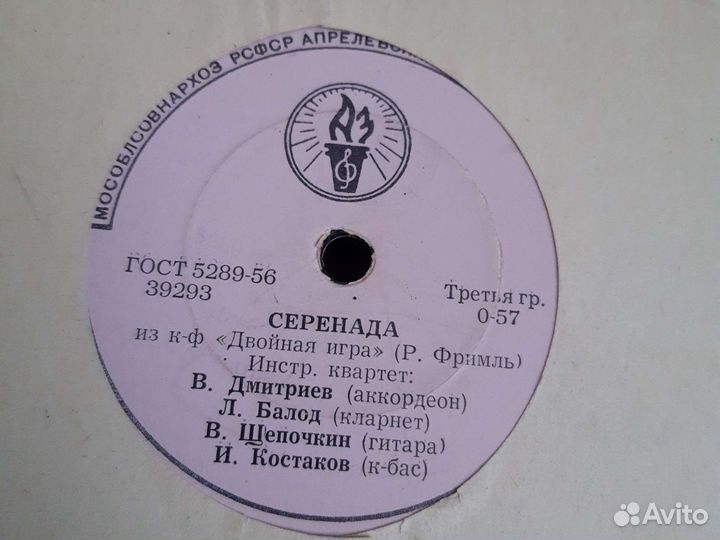 МОСОБЛСОВНАРХОЗ РСФСР АПРЕЛЕВСК
АЗ
ГОСТ 5289-56
39293
Третья гр.
0-57
СЕРЕНАДА
из к-ф «Двойная игра» (Р. Фримль)
Инстр. квартет:
В. Дмитриев (аккордеон)
Л. Балод (кларнет)
В. Щепочкин (гитара)
И. Костаков (к-бас)
Avito